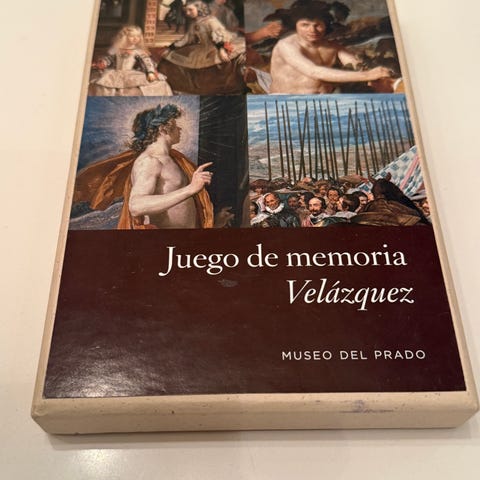 Juego de memoria
Velázquez
MUSEO DEL PRADO